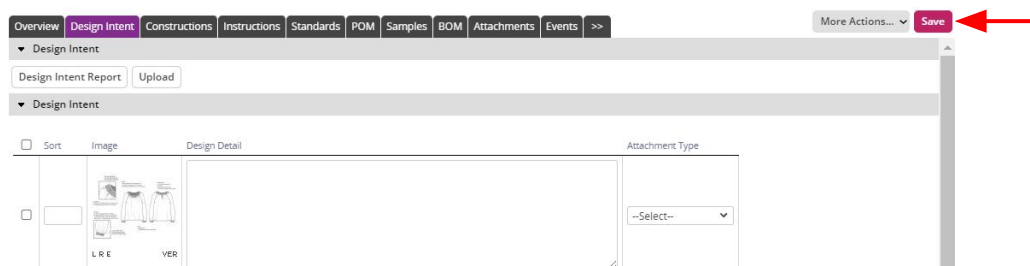 Overview Design Intent Constructions Instructions Standards POM Samples BOM Attachments Events >> More Actions... Save
Design Intent
Design Intent Report Upload
Design Intent
Sort Image Design Detail Attachment Type
--Select--
L R E VER